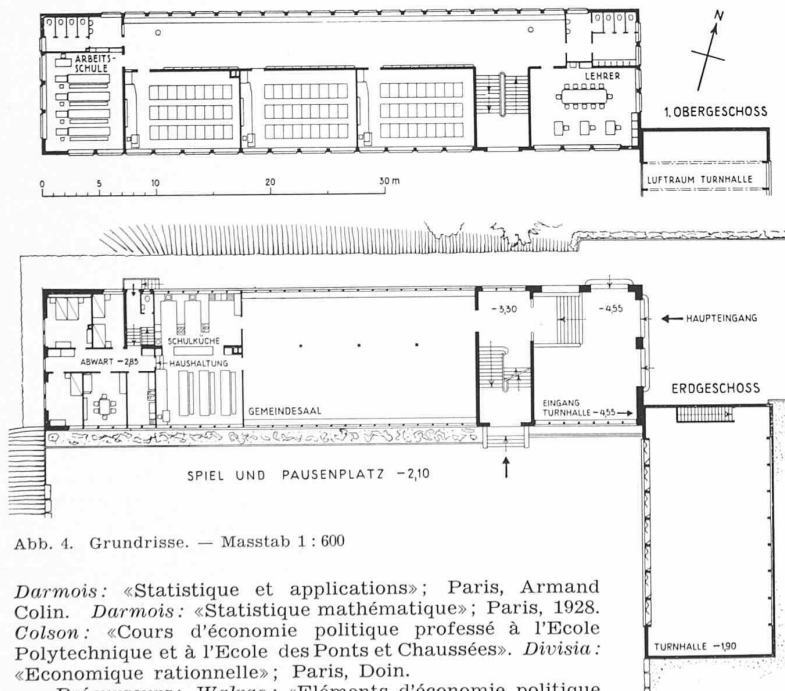 N
ARBEITS-
SCHULE
LEHRER
1. OBERGESCHOSS
LUFTRAUM TURNHALLE
0 5 10 20 30 m
-3,30
-4,55
HAUPTEINGANG
SCHULKÜCHE
ABWART -2,85
HAUSHALTUNG
ERDGESCHOSS
GEMEINDESAAL
EINGANG
TURNHALLE -4,55
SPIEL UND PAUSENPLATZ -2,10
TURNHALLE -1,90
Abb. 4. Grundrisse. — Masstab 1 : 600
Darmois: «Statistique et applications»; Paris, Armand
Colin. Darmois: «Statistique mathématique»; Paris, 1928.
Colson: «Cours d'économie politique professé à l'Ecole
Polytechnique et à l'Ecole des Ponts et Chaussées». Divisia:
«Economique rationnelle»; Paris, Doin.
«Eléments d'économie politique